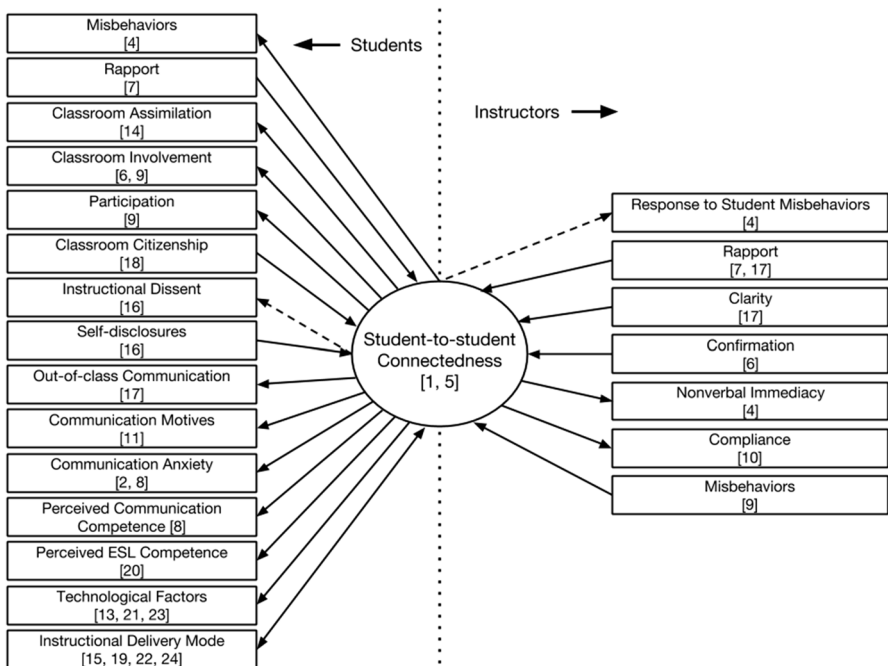 Misbehaviors
[4]
Rapport
[7]
Classroom Assimilation
[14]
Classroom Involvement
[6, 9]
Participation
[9]
Classroom Citizenship
[18]
Instructional Dissent
[16]
Self-disclosures
[16]
Out-of-class Communication
[17]
Communication Motives
[11]
Communication Anxiety
[2, 8]
Perceived Communication
Competence [8]
Perceived ESL Competence
[20]
Technological Factors
[13, 21, 23]
Instructional Delivery Mode
[15, 19, 22, 24]
Students
Student-to-student
Connectedness
[1, 5]
Instructors
Response to Student Misbehaviors
[4]
Rapport
[7, 17]
Clarity
[17]
Confirmation
[6]
Nonverbal Immediacy
[4]
Compliance
[10]
Misbehaviors
[9]